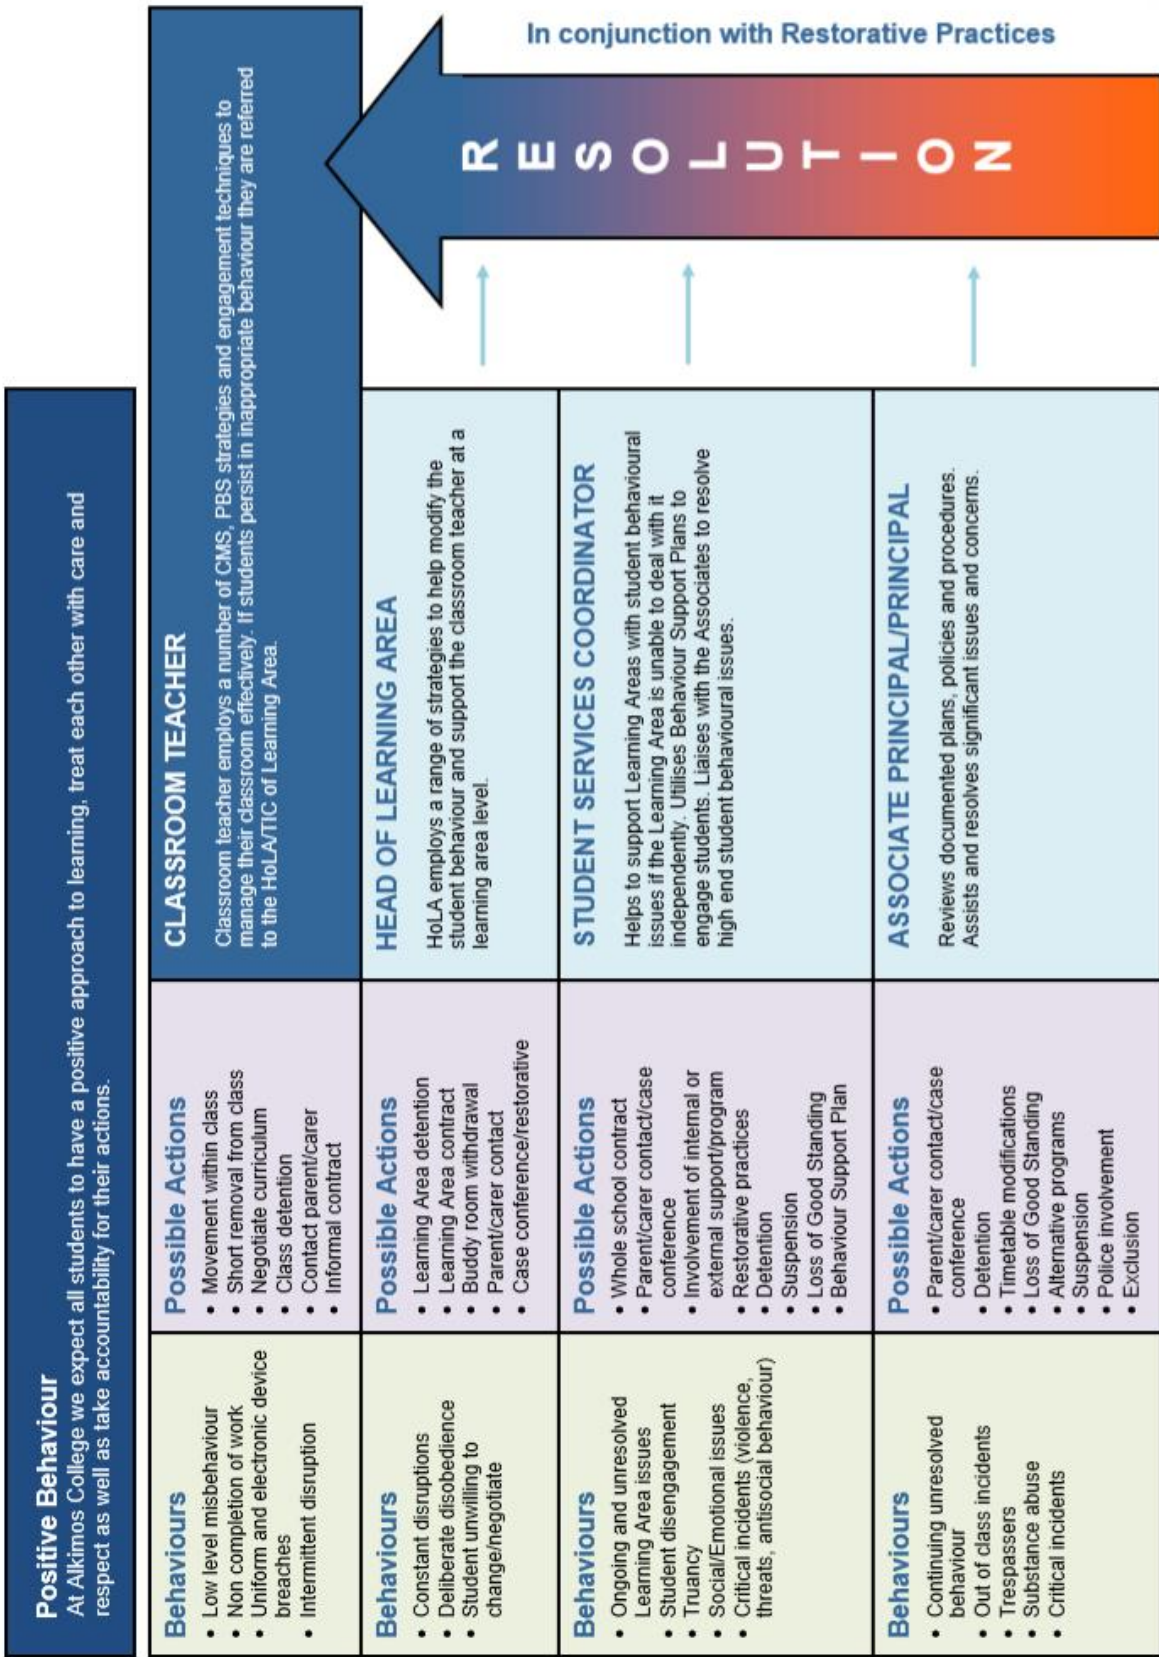 Positive Behaviour
At Alkimos College we expect all students to have a positive approach to learning, treat each other with care and
respect as well as take accountability for their actions.
Behaviours
• Low level misbehaviour
• Non completion of work
• Uniform and electronic device
breaches
• Intermittent disruption
Possible Actions
• Movement within class
• Short removal from class
• Negotiate curriculum
• Class detention
• Contact parent/carer
• Informal contract
CLASSROOM TEACHER
Classroom teacher employs a number of CMS, PBS strategies and engagement techniques to
manage their classroom effectively. If students persist in inappropriate behaviour they are referred
to the HoLA/TIC of Learning Area.
Behaviours
• Constant disruptions
• Deliberate disobedience
• Student unwilling to
change/negotiate
Possible Actions
• Learning Area detention
• Learning Area contract
• Buddy room withdrawal
• Parent/carer contact
• Case conference/restorative
HEAD OF LEARNING AREA
HoLA employs a range of strategies to help modify the
student behaviour and support the classroom teacher at a
learning area level.
Behaviours
• Ongoing and unresolved
Learning Area issues
• Student disengagement
• Truancy
• Social/Emotional issues
• Critical incidents (violence,
threats, antisocial behaviour)
Possible Actions
• Whole school contract
• Parent/carer contact/case
conference
• Involvement of internal or
external support/program
• Restorative practices
• Detention
• Suspension
• Loss of Good Standing
• Behaviour Support Plan
STUDENT SERVICES COORDINATOR
Helps to support Learning Areas with student behavioural
issues if the Learning Area is unable to deal with it
independently. Utilises Behaviour Support Plans to
engage students. Liaises with the Associates to resolve
high end student behavioural issues.
Behaviours
• Continuing unresolved
behaviour
• Out of class incidents
• Trespassers
• Substance abuse
• Critical incidents
Possible Actions
• Parent/carer contact/case
conference
• Detention
• Timetable modifications
• Loss of Good Standing
• Alternative programs
• Suspension
• Police involvement
• Exclusion
ASSOCIATE PRINCIPAL/PRINCIPAL
Reviews documented plans, policies and procedures.
Assists and resolves significant issues and concerns.
RESOLUTION
In conjunction with Restorative Practices